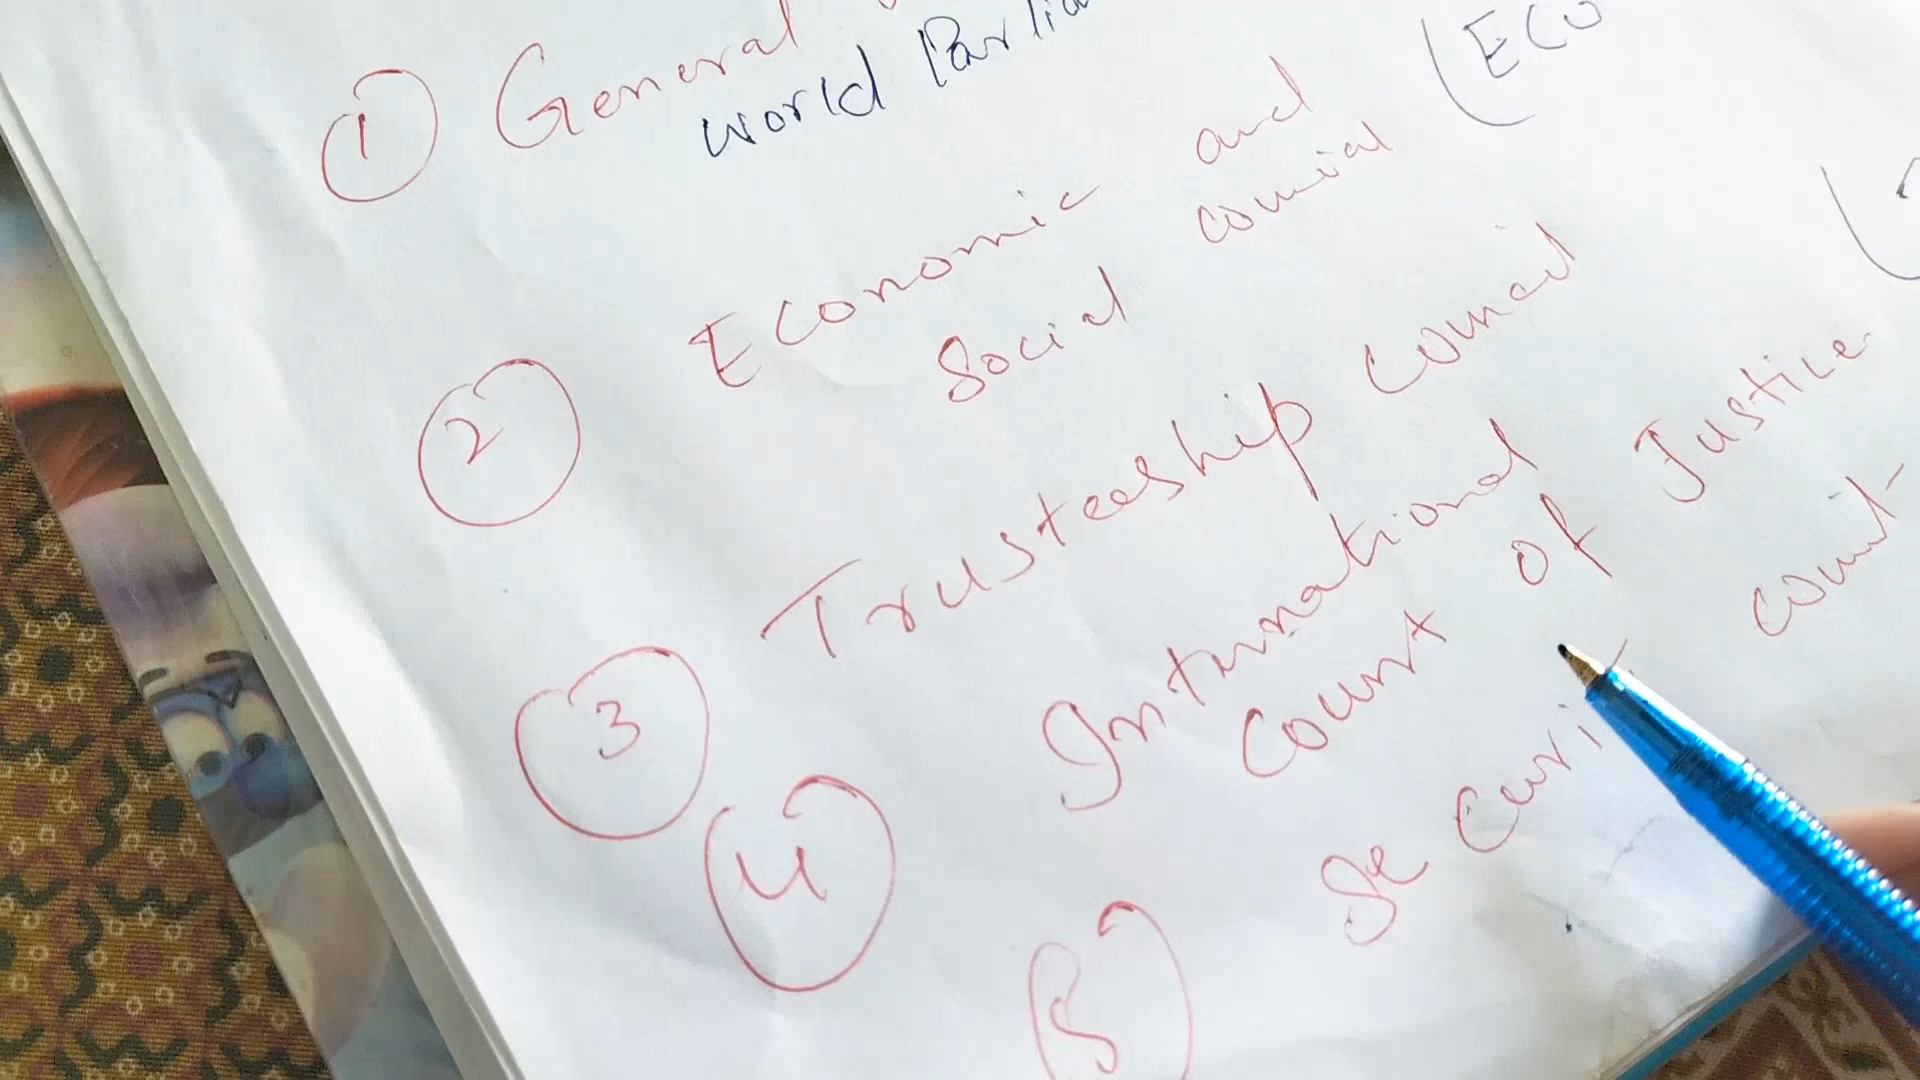 ① General
World Parlia
② Economic and
Social council
(ECO
③ Trusteeship council
④ International
Court of Justice
⑤ Securi council